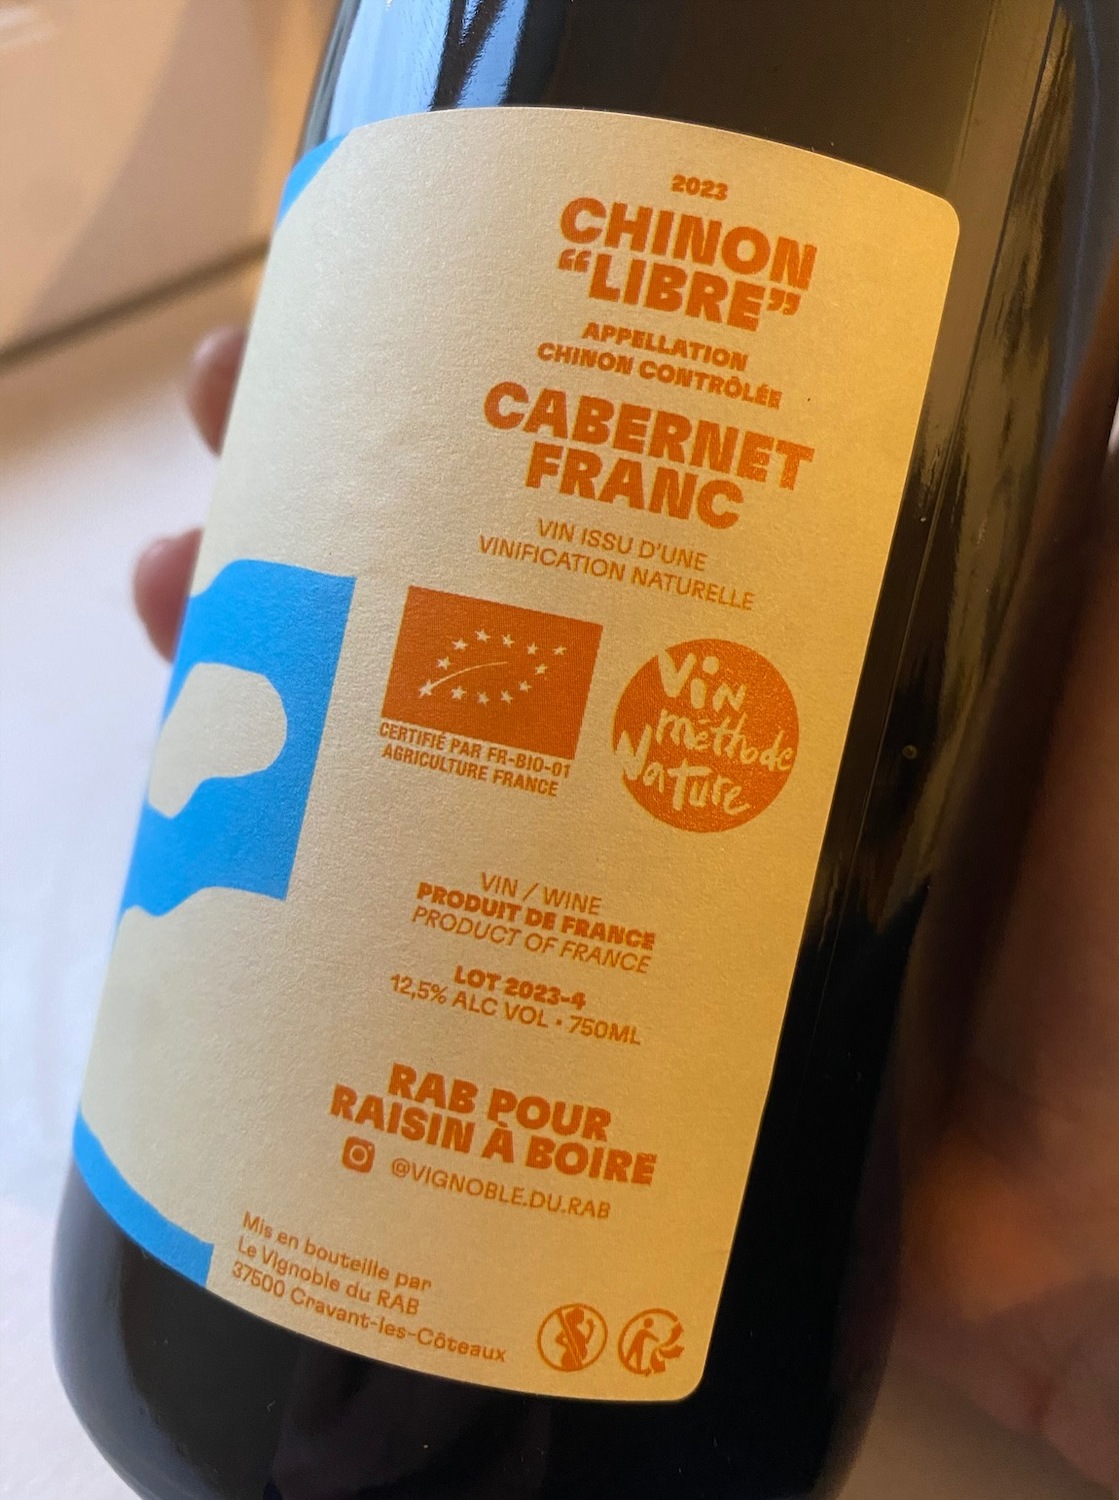 2023
CHINON
“LIBRE”
APPELLATION
CHINON CONTRÔLÉE
CABERNET
FRANC
VIN ISSU D'UNE
VINIFICATION NATURELLE
CERTIFIÉ PAR FR-BIO-01
AGRICULTURE FRANCE
Vin
méthode
Nature
VIN / WINE
PRODUIT DE FRANCE
PRODUCT OF FRANCE
LOT 2023-4
12,5% ALC VOL • 750ML
RAB POUR
RAISIN À BOIRE
@VIGNOBLE.DU.RAB
Mis en bouteille par
Le Vignoble du RAB
37500 Cravant-les-Côteaux